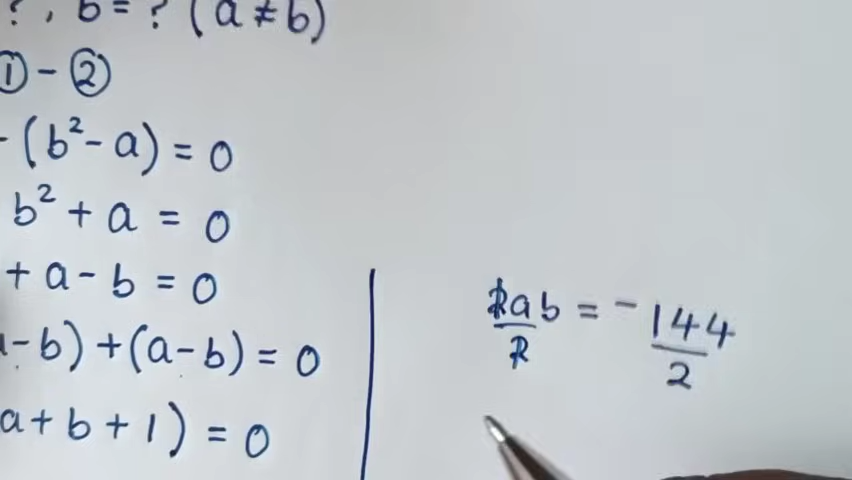 ?, b = ? (a ≠ b)
① - ②
- (b² - a) = 0
b² + a = 0
+ a - b = 0
- b) + (a - b) = 0
a + b + 1) = 0
2ab = -144
2 2